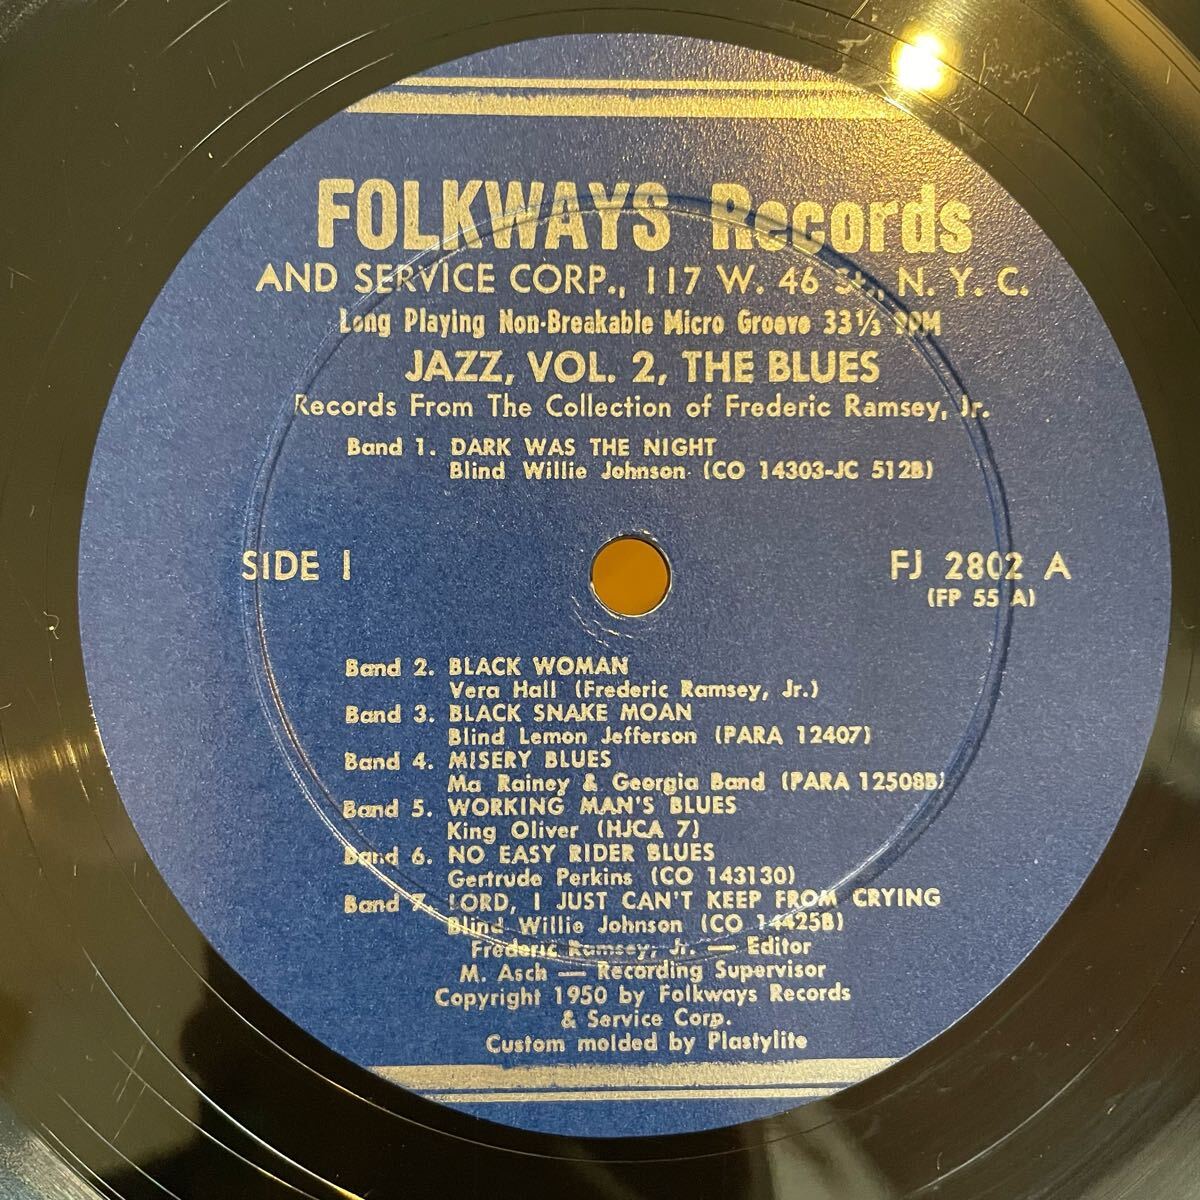 FOLKWAYS Records
AND SERVICE CORP., 117 W. 46 St., N. Y. C.
Long Playing Non-Breakable Micro Groove 33⅓ RPM
JAZZ, VOL. 2, THE BLUES
Records From The Collection of Frederic Ramsey, Jr.
Band 1. DARK WAS THE NIGHT
Blind Willie Johnson (CO 14303-JC 512B)
SIDE I
FJ 2802 A
(FP 55 A)
Band 2. BLACK WOMAN
Vera Hall (Frederic Ramsey, Jr.)
Band 3. BLACK SNAKE MOAN
Blind Lemon Jefferson (PARA 12407)
Band 4. MISERY BLUES
Ma Rainey & Georgia Band (PARA 12508B)
Band 5. WORKING MAN'S BLUES
King Oliver (HJCA 7)
Band 6. NO EASY RIDER BLUES
Gertrude Perkins (CO 143130)
Band 7. LORD, I JUST CAN'T KEEP FROM CRYING
Blind Willie Johnson (CO 14425B)
Frederic Ramsey, Jr. — Editor
M. Asch — Recording Supervisor
Copyright 1950 by Folkways Records
& Service Corp.
Custom molded by Plastylite